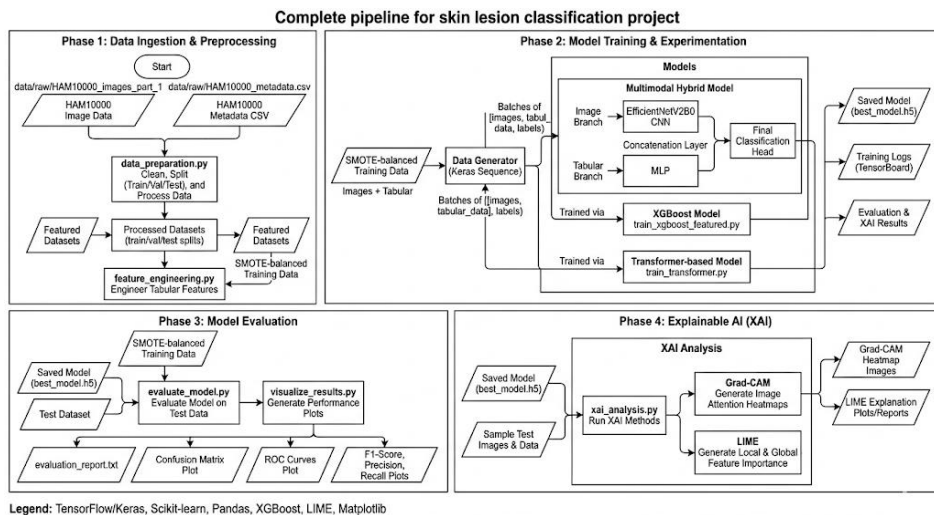 Complete pipeline for skin lesion classification project
Phase 1: Data Ingestion & Preprocessing
Start
data/raw/HAM10000_images_part_1
data/raw/HAM10000_metadata.csv
HAM10000
Image Data
HAM10000
Metadata CSV
data_preparation.py
Clean, Split
(Train/Val/Test), and
Process Data
Featured
Datasets
Processed Datasets
(train/val/test splits)
Featured
Datasets
SMOTE-balanced
Training Data
feature_engineering.py
Engineer Tabular Features
Phase 2: Model Training & Experimentation
Models
Multimodal Hybrid Model
SMOTE-balanced
Training Data
Images + Tabular
Data Generator
(Keras Sequence)
Batches of
[images, tabul_
data, labels)
Batches of [[images,
tabular_data], labels)
Image
Branch
EfficientNetV2B0
CNN
Concatenation Layer
Tabular
Branch
MLP
Final
Classification
Head
Trained via
XGBoost Model
train_xgboost_featured.py
Trained via
Transformer-based Model
train_transformer.py
Saved Model
(best_model.h5)
Training Logs
(TensorBoard)
Evaluation &
XAI Results
Phase 3: Model Evaluation
SMOTE-balanced
Training Data
Saved Model
(best_model.h5)
Test Dataset
evaluate_model.py
Evaluate Model on
Test Data
visualize_results.py
Generate Performance
Plots
evaluation_report.txt
Confusion Matrix
Plot
ROC Curves
Plot
F1-Score,
Precision,
Recall Plots
Phase 4: Explainable AI (XAI)
XAI Analysis
Saved Model
(best_model.h5)
Sample Test
Images & Data
xai_analysis.py
Run XAI Methods
Grad-CAM
Generate Image
Attention Heatmaps
LIME
Generate Local & Global
Feature Importance
Grad-CAM
Heatmap
Images
LIME Explanation
Plots/Reports
Legend: TensorFlow/Keras, Scikit-learn, Pandas, XGBoost, LIME, Matplotlib